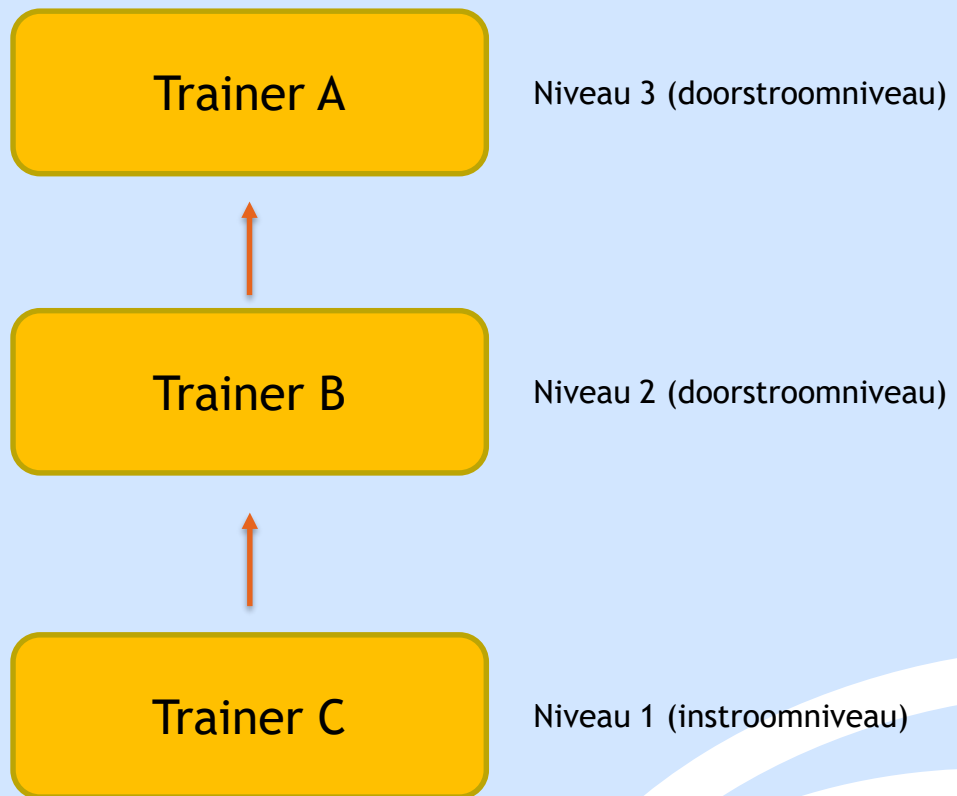 Trainer A
Niveau 3 (doorstroomniveau)
Trainer B
Niveau 2 (doorstroomniveau)
Trainer C
Niveau 1 (instroomniveau)